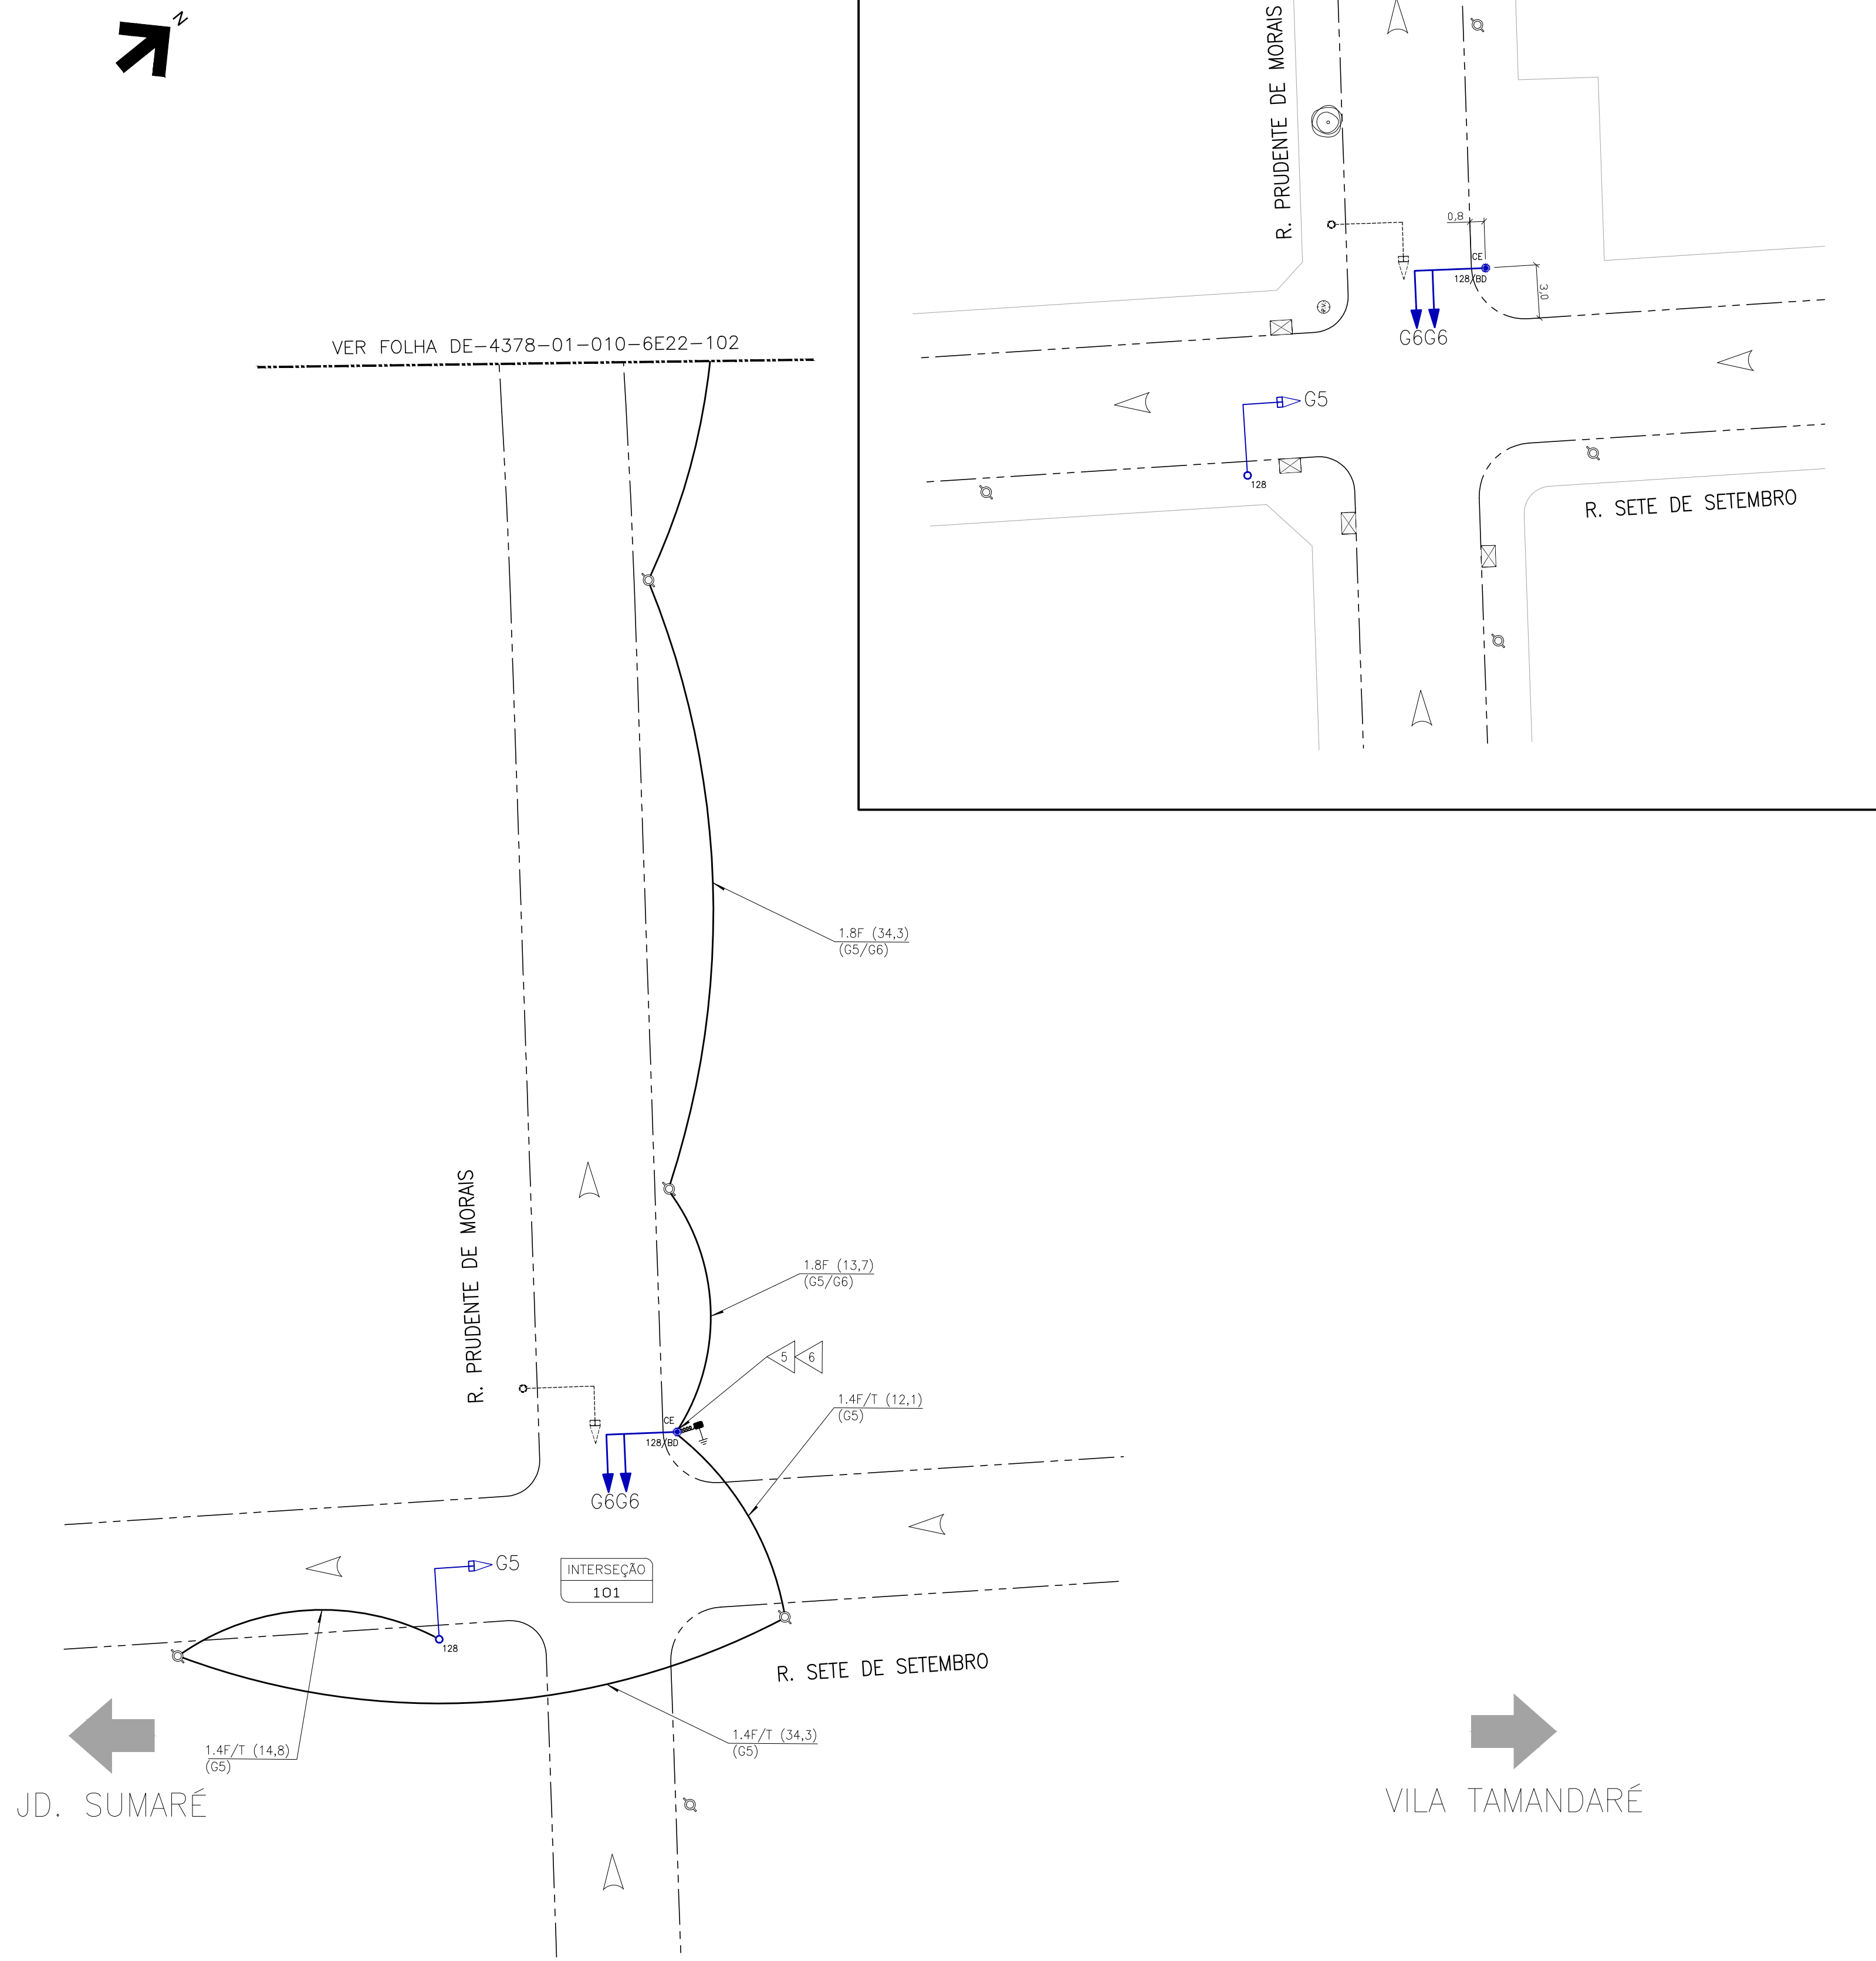 N
R. PRUDENTE DE MORAIS
0,8
CE
128/BD
3,0
G6G6
G5
128
R. SETE DE SETEMBRO
VER FOLHA DE-4378-01-010-6E22-102
1.8F (34,3)
(G5/G6)
R. PRUDENTE DE MORAIS
1.8F (13,7)
(G5/G6)
5 6
1.4F/T (12,1)
(G5)
CE
128/BD
G6G6
G5
INTERSEÇÃO
101
128
R. SETE DE SETEMBRO
1.4F/T (14,8)
(G5)
1.4F/T (34,3)
(G5)
JD. SUMARÉ
VILA TAMANDARÉ